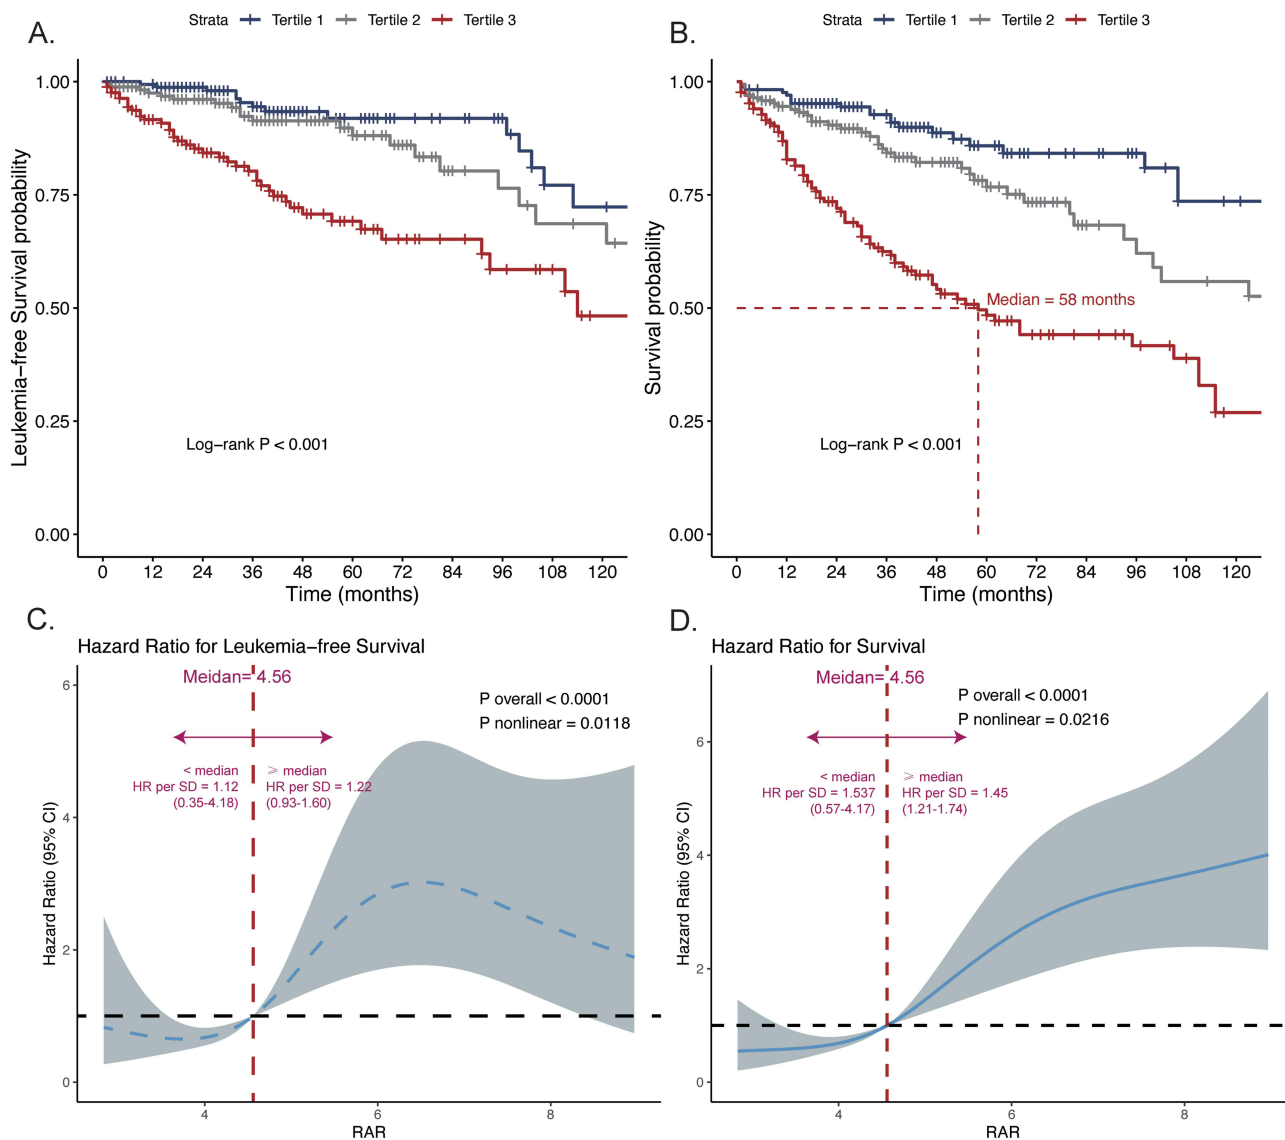 Strata Tertile 1 Tertile 2 Tertile 3
A.
1.00
0.75
0.50
0.25
0.00
Leukemia−free Survival probability
Log−rank P < 0.001
0 12 24 36 48 60 72 84 96 108 120
Time (months)
Strata Tertile 1 Tertile 2 Tertile 3
B.
1.00
0.75
0.50
0.25
0.00
Survival probability
Median = 58 months
Log−rank P < 0.001
0 12 24 36 48 60 72 84 96 108 120
Time (months)
C.
Hazard Ratio for Leukemia−free Survival
Meidan= 4.56
P overall < 0.0001
P nonlinear = 0.0118
< median
HR per SD = 1.12
(0.35-4.18)
⩾ median
HR per SD = 1.22
(0.93-1.60)
6
4
2
0
Hazard Ratio (95% CI)
4 6 8
RAR
D.
Hazard Ratio for Survival
Meidan= 4.56
P overall < 0.0001
P nonlinear = 0.0216
< median
HR per SD = 1.537
(0.57-4.17)
⩾ median
HR per SD = 1.45
(1.21-1.74)
6
4
2
0
Hazard Ratio (95% CI)
4 6 8
RAR